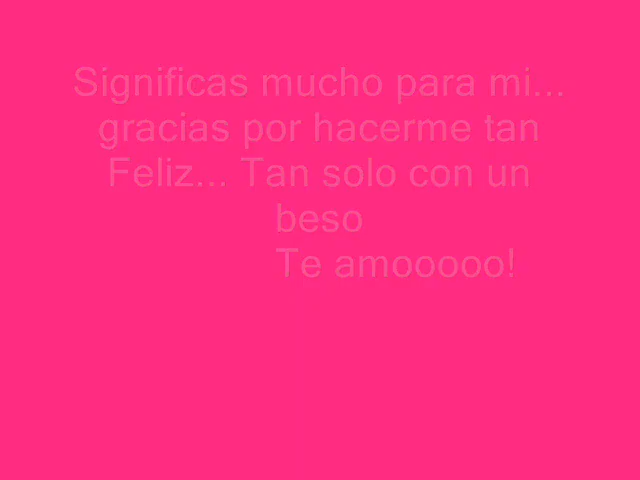 Significas mucho para mi...
gracias por hacerme tan
Feliz... Tan solo con un
beso
Te amooooo!